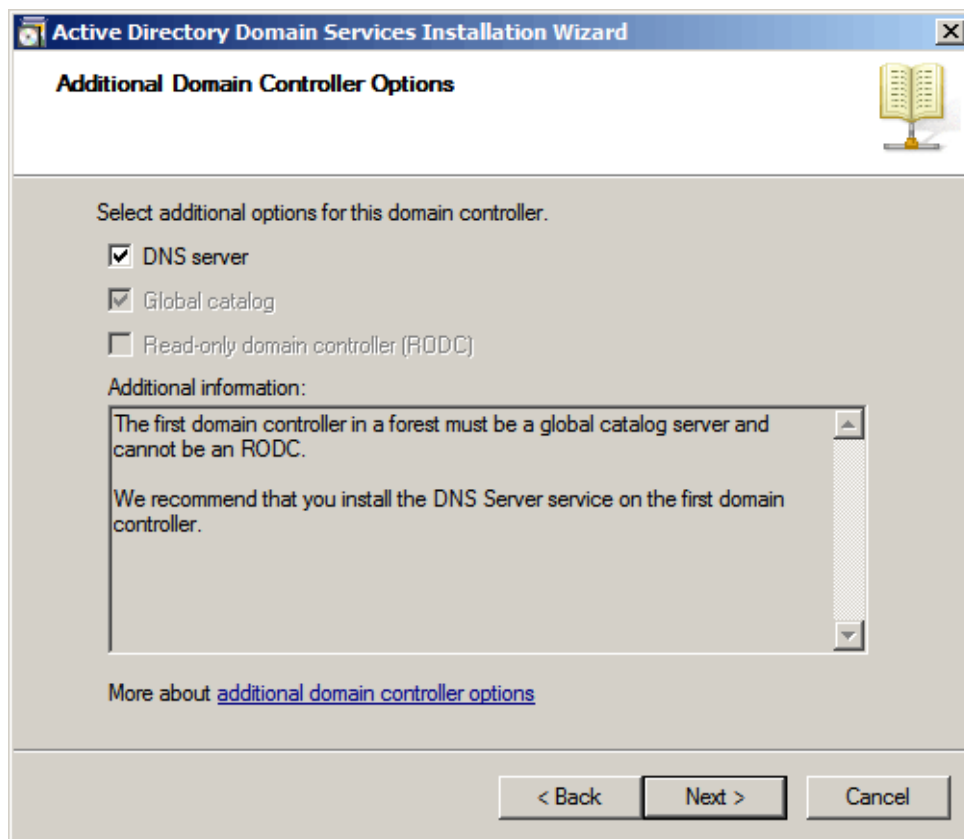 Active Directory Domain Services Installation Wizard
Additional Domain Controller Options
Select additional options for this domain controller.
DNS server
Global catalog
Read-only domain controller (RODC)
Additional information:
The first domain controller in a forest must be a global catalog server and
cannot be an RODC.
We recommend that you install the DNS Server service on the first domain
controller.
More about additional domain controller options
< Back
Next >
Cancel